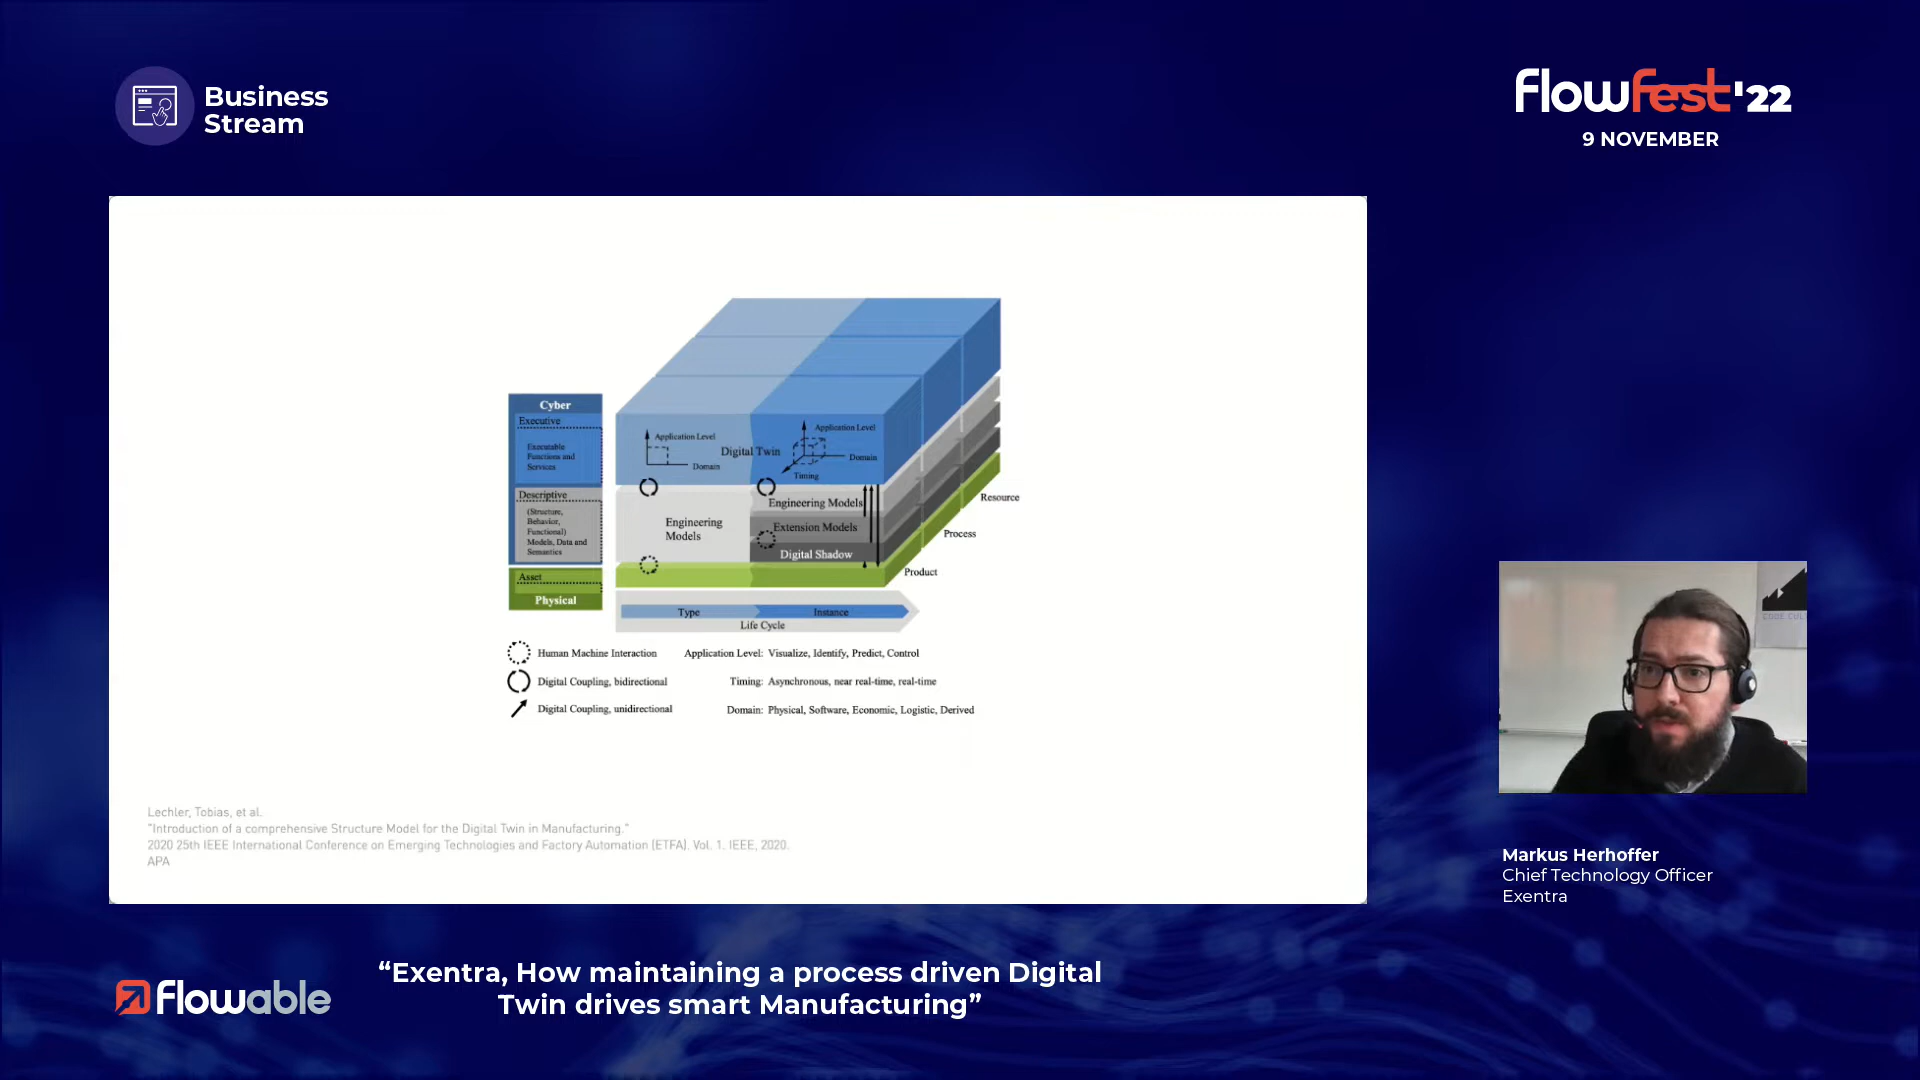 Business
Stream
flowfest'22
9 NOVEMBER
Cyber
Executive
Executable
Functions and
Services
Descriptive
(Structure,
Behavior,
Functional)
Models, Data and
Semantics
Asset
Physical
Application Level
Domain
Digital Twin
Application Level
Domain
Timing
Engineering
Models
Engineering Models
Extension Models
Digital Shadow
Resource
Process
Product
Type
Instance
Life Cycle
Human Machine Interaction
Digital Coupling, bidirectional
Digital Coupling, unidirectional
Application Level: Visualize, Identify, Predict, Control
Timing: Asynchronous, near real-time, real-time
Domain: Physical, Software, Economic, Logistic, Derived
Lechler, Tobias, et al.
"Introduction of a comprehensive Structure Model for the Digital Twin in Manufacturing."
2020 25th IEEE International Conference on Emerging Technologies and Factory Automation (ETFA). Vol. 1. IEEE, 2020.
APA
Markus Herhoffer
Chief Technology Officer
Exentra
flowable
“Exentra, How maintaining a process driven Digital
Twin drives smart Manufacturing”